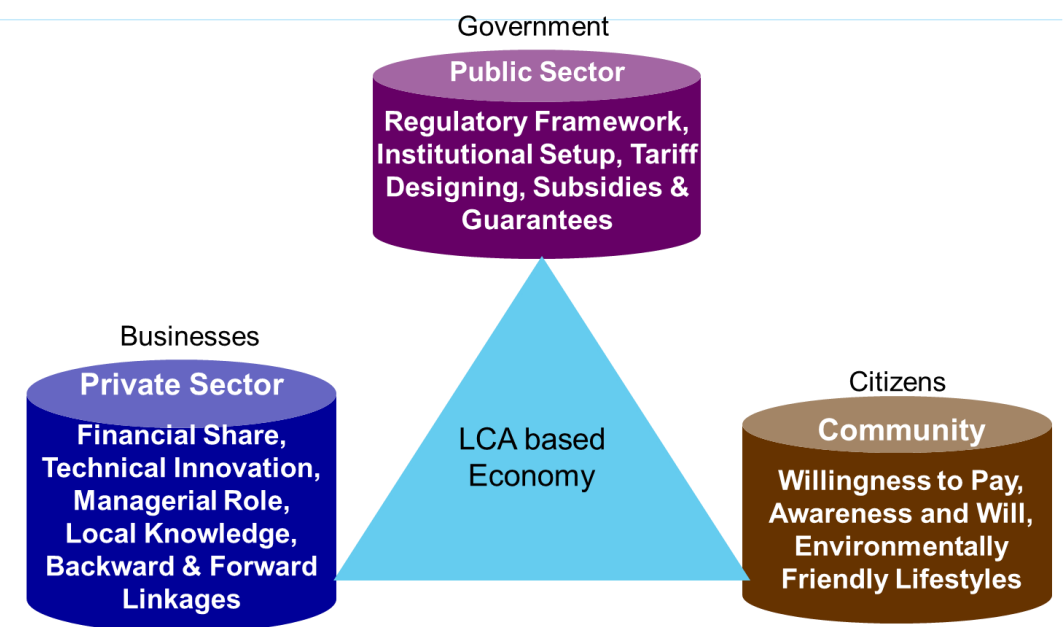 Government
Public Sector
Regulatory Framework,
Institutional Setup, Tariff
Designing, Subsidies &
Guarantees
Businesses
Private Sector
Financial Share,
Technical Innovation,
Managerial Role,
Local Knowledge,
Backward & Forward
Linkages
LCA based
Economy
Citizens
Community
Willingness to Pay,
Awareness and Will,
Environmentally
Friendly Lifestyles